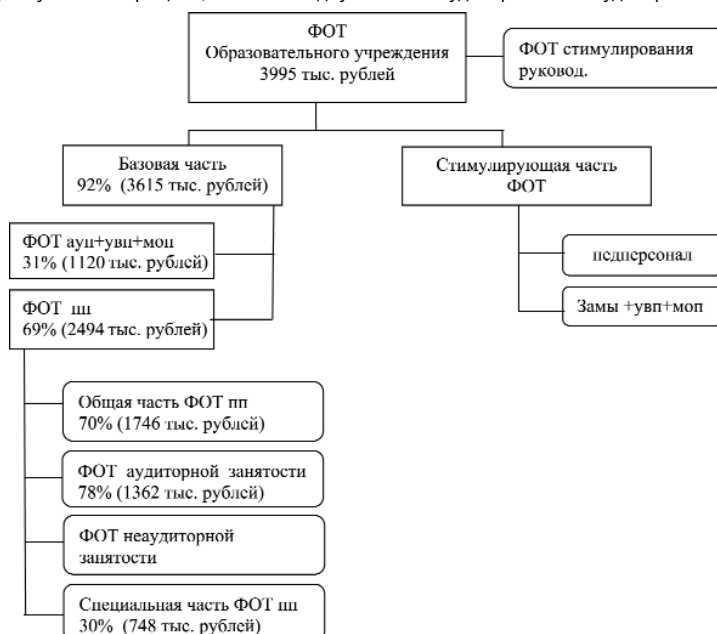 ФОТ
Образовательного учреждения
3995 тыс. рублей
ФОТ стимулирования
руковод.
Базовая часть
92% (3615 тыс. рублей)
Стимулирующая часть
ФОТ
ФОТ ауп+увп+моп
31% (1120 тыс. рублей)
педперсонал
ФОТ пп
69% (2494 тыс. рублей)
Замы +увп+моп
Общая часть ФОТ пп
70% (1746 тыс. рублей)
ФОТ аудиторной занятости
78% (1362 тыс. рублей)
ФОТ неаудиторной
занятости
Специальная часть ФОТ пп
30% (748 тыс. рублей)